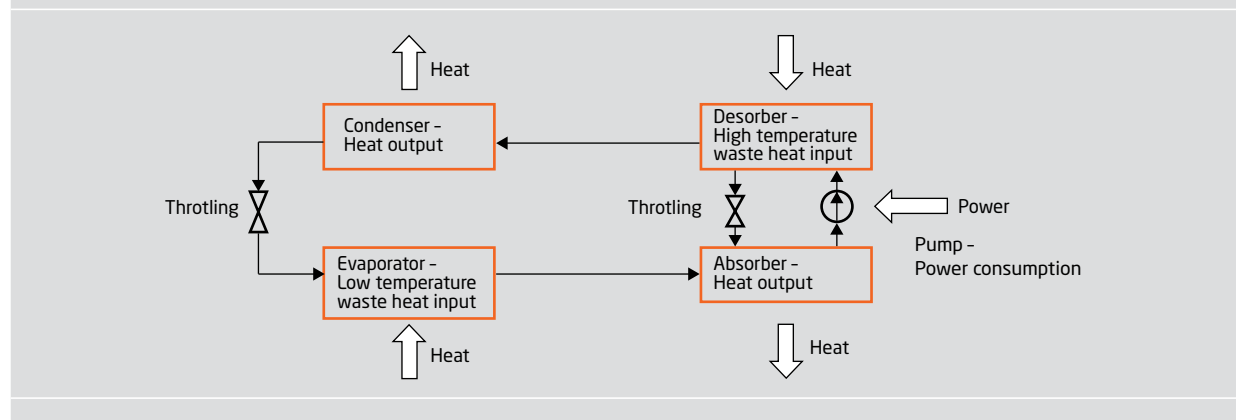 Heat
Heat
Condenser –
Heat output
Desorber –
High temperature
waste heat input
Throtling
Throtling
Power
Pump –
Power consumption
Evaporator –
Low temperature
waste heat input
Absorber –
Heat output
Heat
Heat